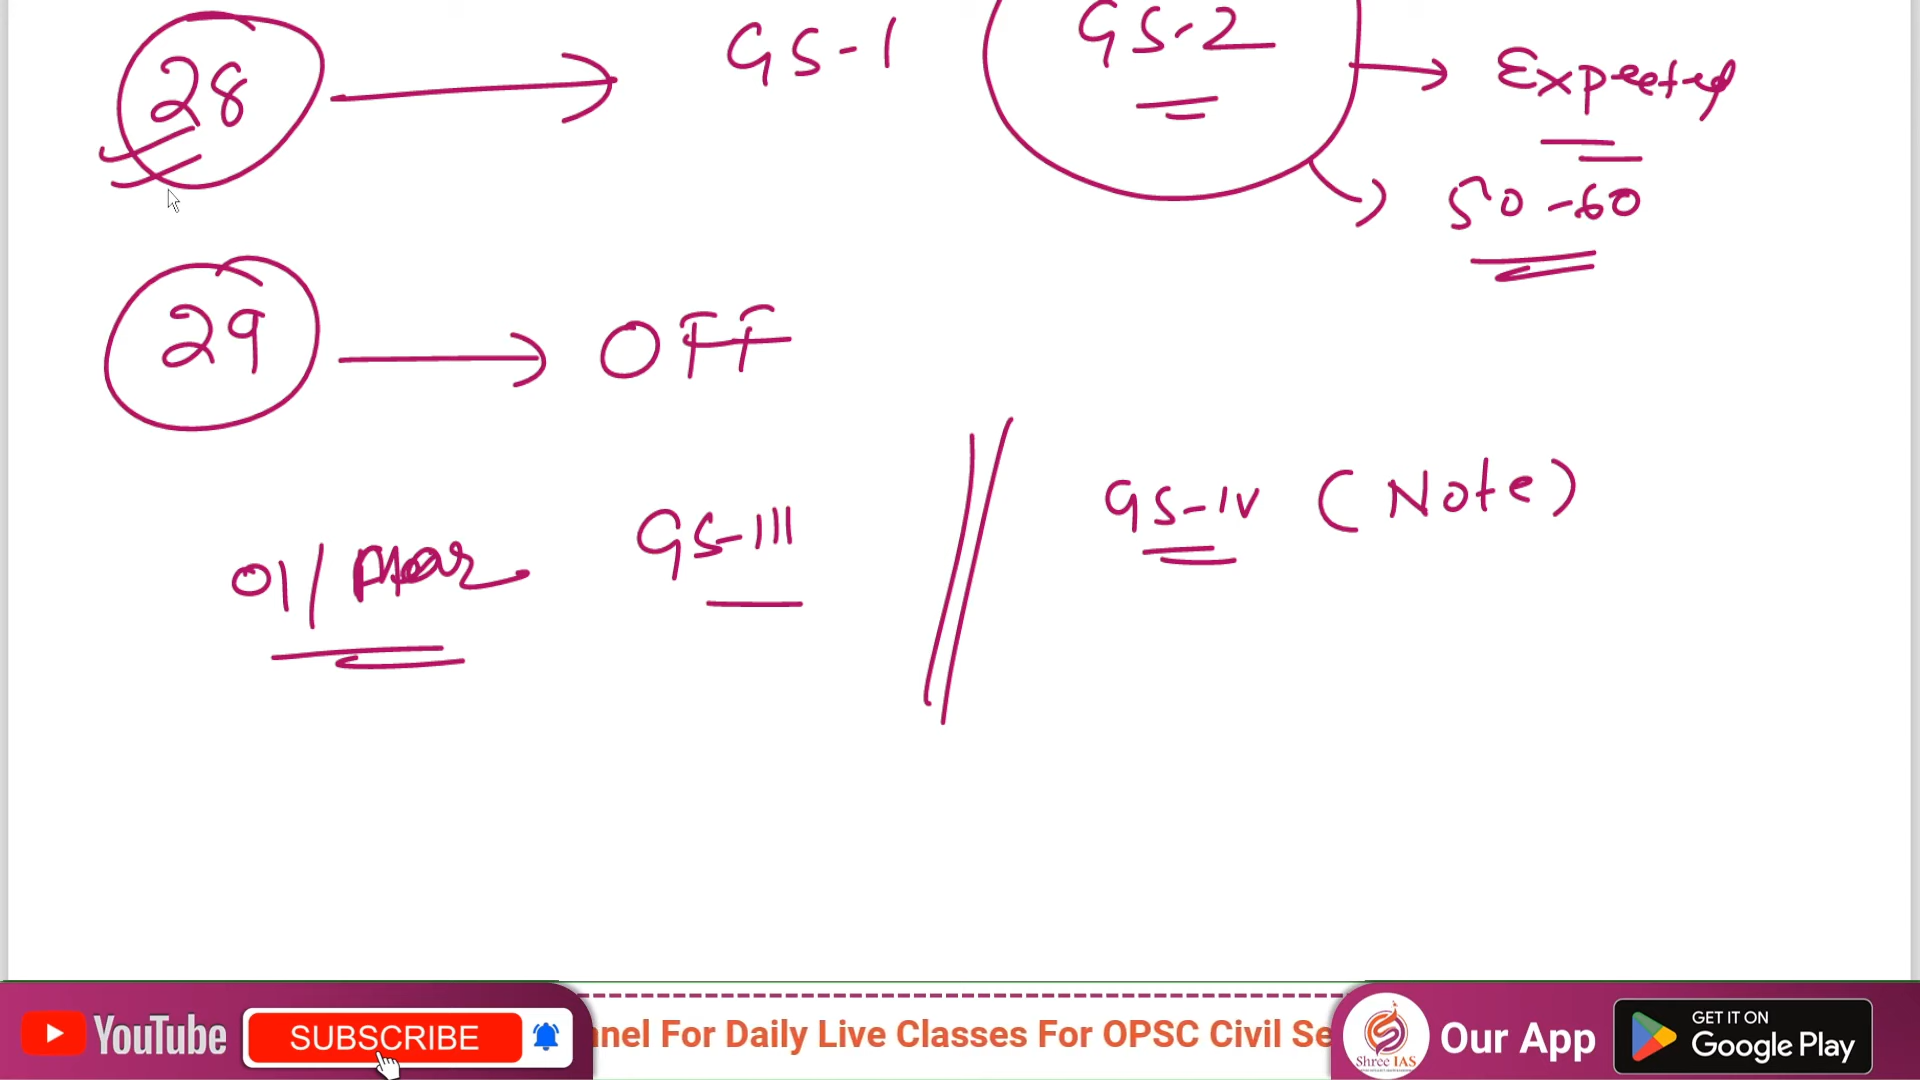 28 → GS-1 GS-2 → Expected
→ 50-60
29 → OFF
01/Mar GS-III // GS-IV (Note)
YouTube SUBSCRIBE nnel For Daily Live Classes For OPSC Civil Se Shree IAS Our App GET IT ON Google Play